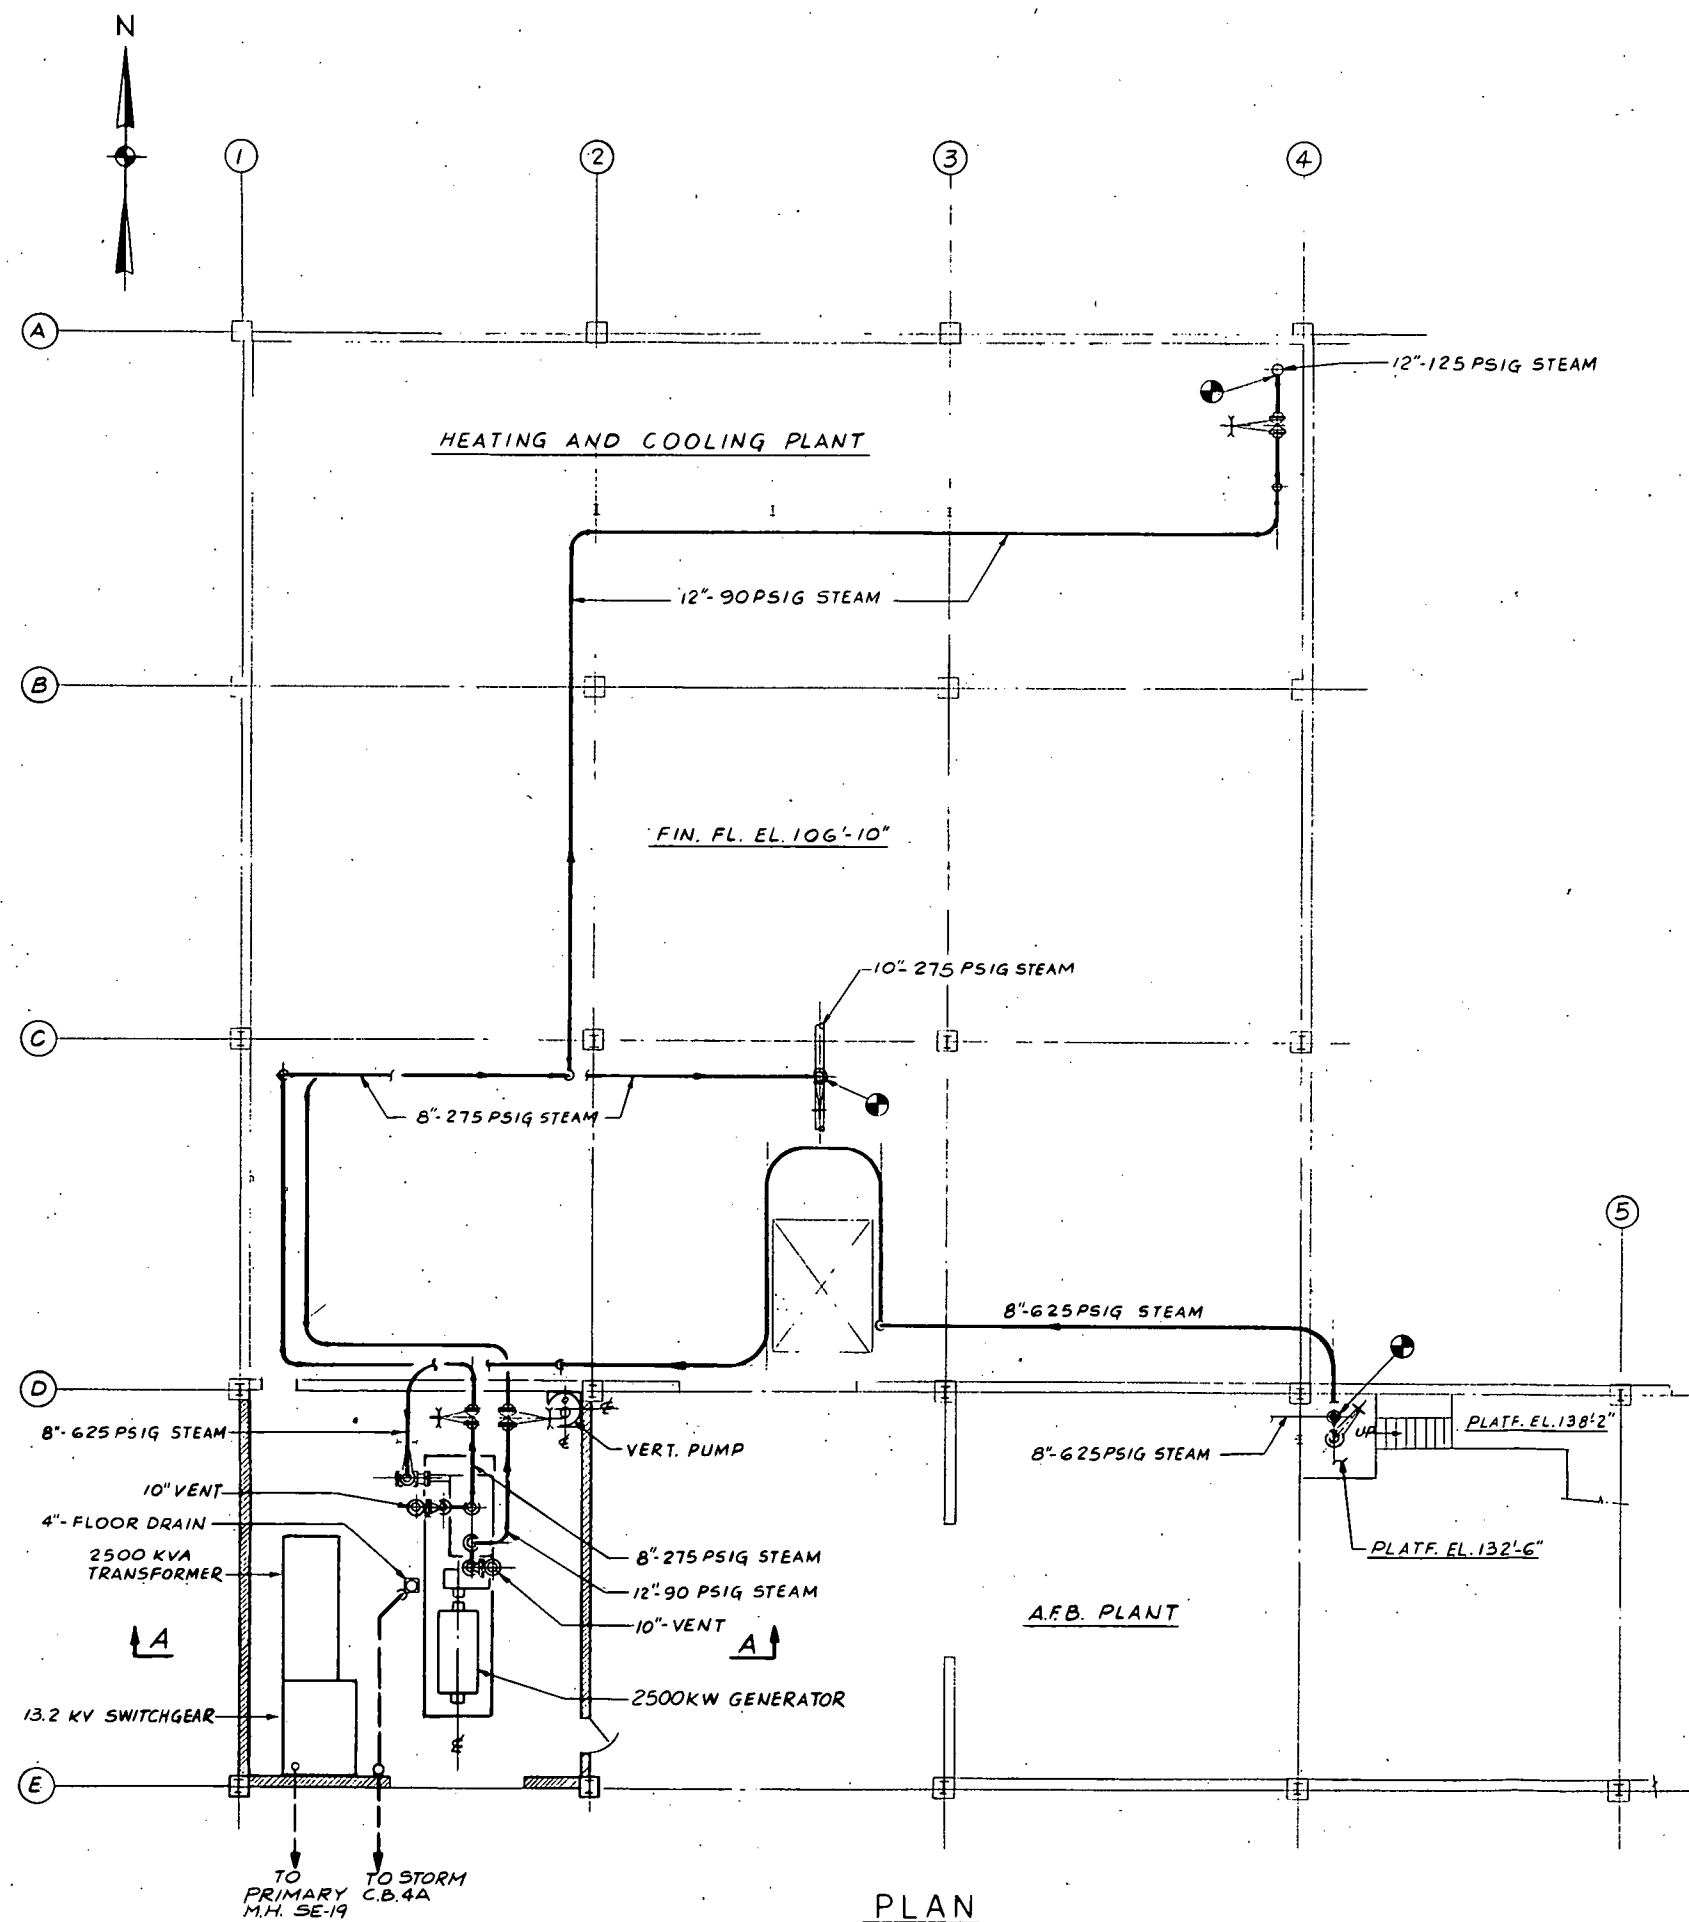 N
1
2
3
4
A
12"-125 PSIG STEAM
HEATING AND COOLING PLANT
12"-90 PSIG STEAM
B
FIN. FL. EL. 106'-10"
10"-275 PSIG STEAM
C
8"-275 PSIG STEAM
5
8"-625 PSIG STEAM
D
8"-625 PSIG STEAM
VERT. PUMP
8"-625 PSIG STEAM
UP
PLATF. EL. 138'-2"
10" VENT
4"-FLOOR DRAIN
2500 KVA
TRANSFORMER
8"-275 PSIG STEAM
12"-90 PSIG STEAM
10"-VENT
PLATF. EL. 132'-6"
A.F.B. PLANT
A
A
2500 KW GENERATOR
13.2 KV SWITCHGEAR
E
TO
PRIMARY
M.H. SE-19
TO STORM
C.B. 4A
PLAN